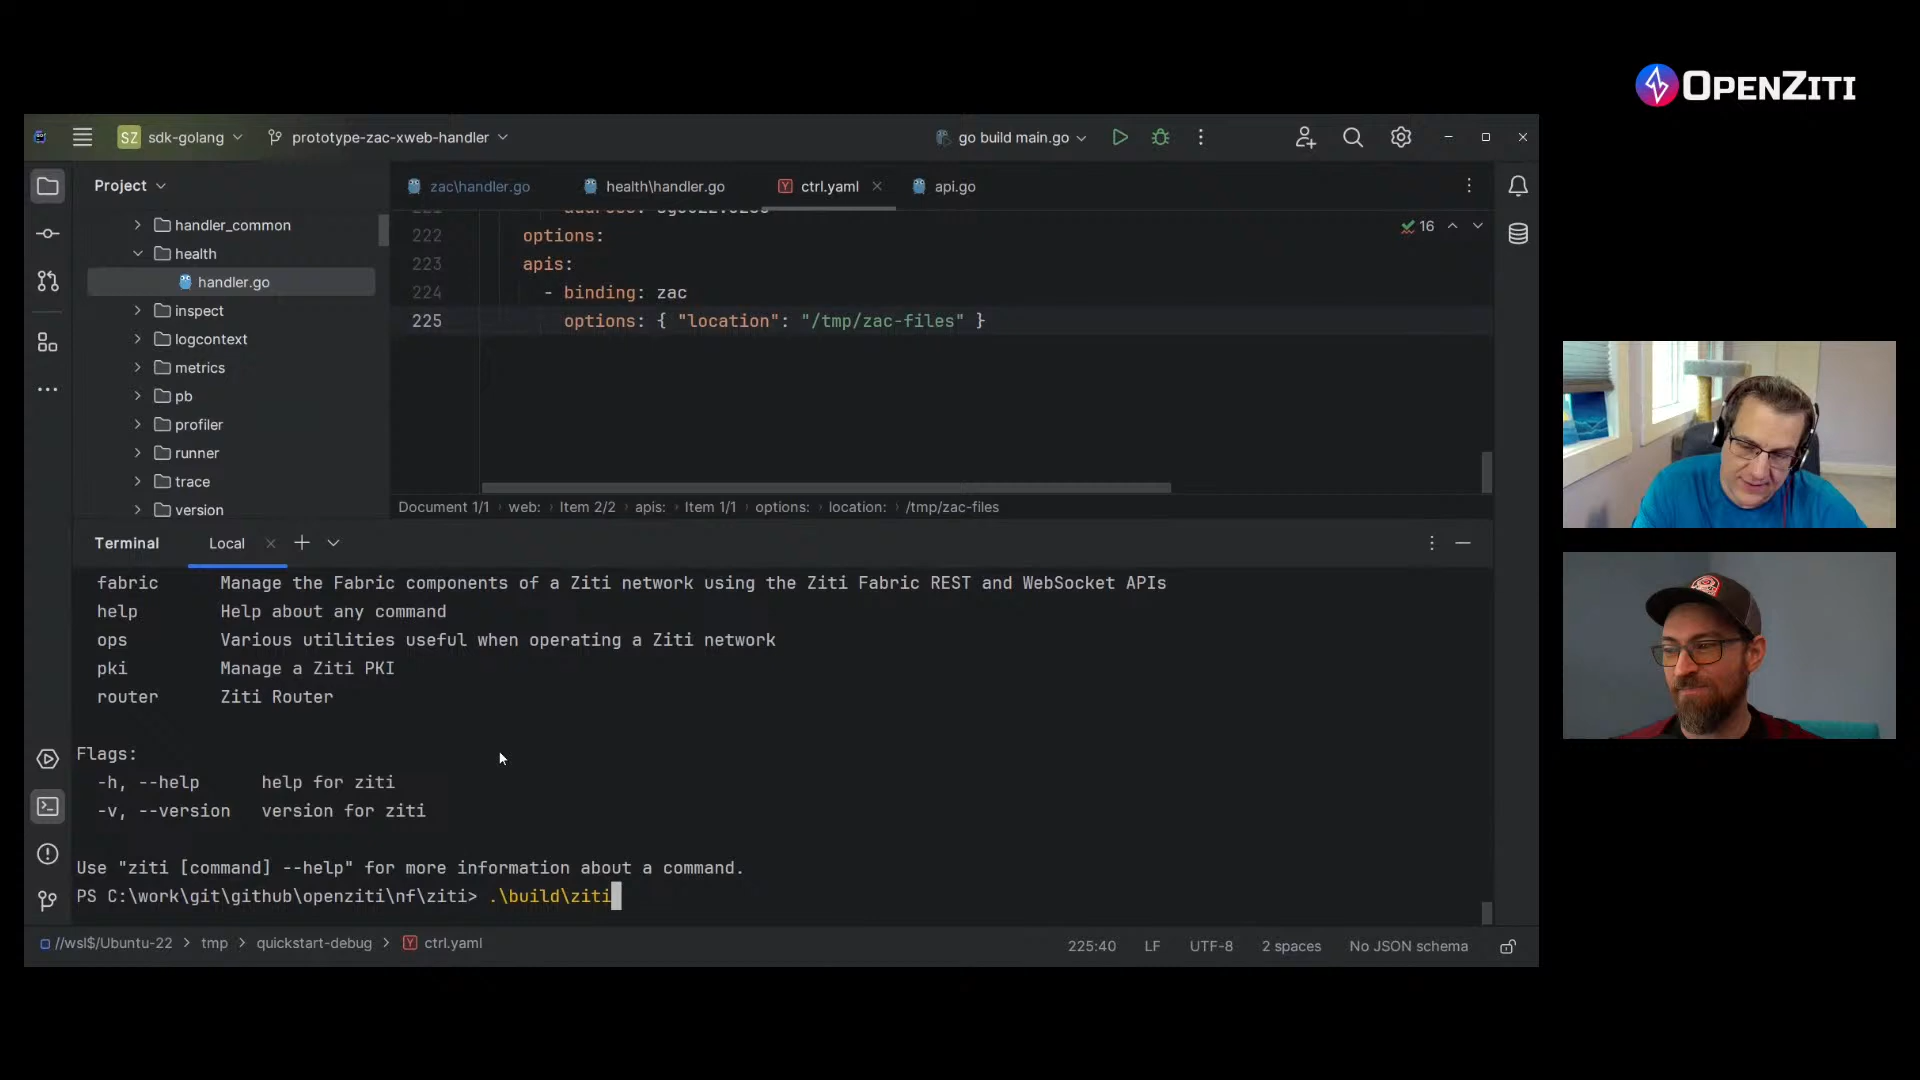 OPENZITI
SZ sdk-golang prototype-zac-xweb-handler go build main.go
Project
zac\handler.go health\handler.go ctrl.yaml api.go
handler_common
health
handler.go
inspect
logcontext
metrics
pb
profiler
runner
trace
version
222 options:
223 apis:
224 - binding: zac
225 options: { "location": "/tmp/zac-files" }
16
Document 1/1 web: Item 2/2 apis: Item 1/1 options: location: /tmp/zac-files
Terminal Local
fabric Manage the Fabric components of a Ziti network using the Ziti Fabric REST and WebSocket APIs
help Help about any command
ops Various utilities useful when operating a Ziti network
pki Manage a Ziti PKI
router Ziti Router
Flags:
-h, --help help for ziti
-v, --version version for ziti
Use "ziti [command] --help" for more information about a command.
PS C:\work\git\github\openziti\nf\ziti> .\build\ziti
//wsl$/Ubuntu-22 tmp quickstart-debug ctrl.yaml 225:40 LF UTF-8 2 spaces No JSON schema